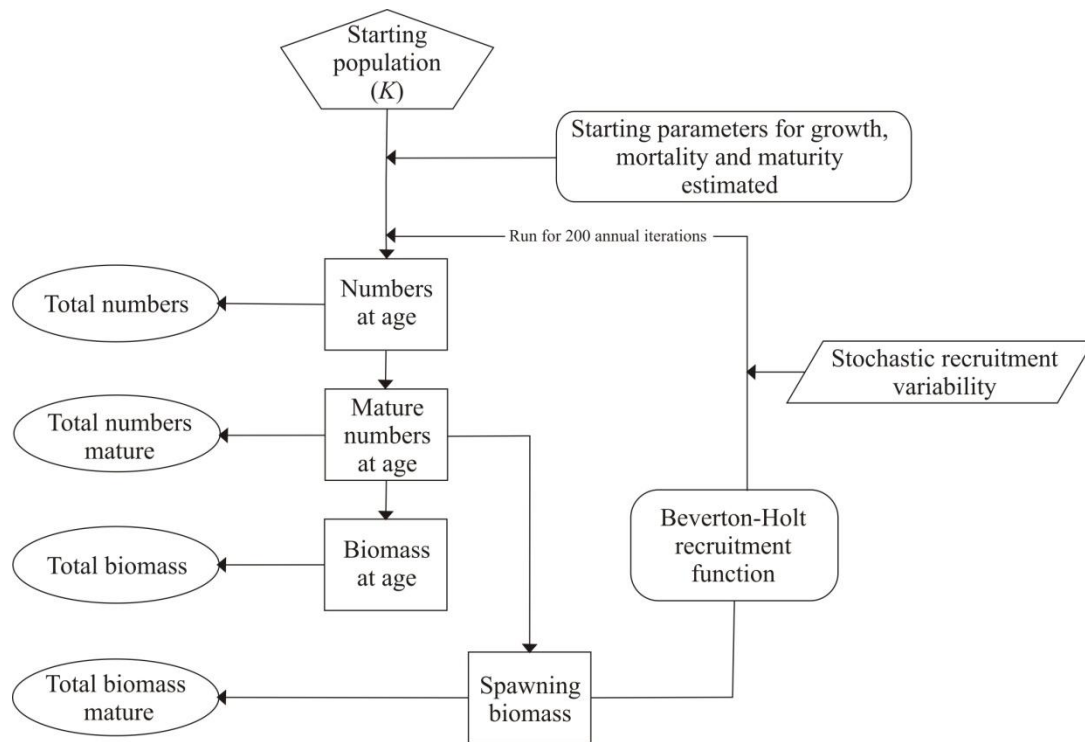 Starting
population
(K)
Starting parameters for growth,
mortality and maturity
estimated
Run for 200 annual iterations
Total numbers
Numbers
at age
Stochastic recruitment
variability
Total numbers
mature
Mature
numbers
at age
Beverton-Holt
recruitment
function
Total biomass
Biomass
at age
Total biomass
mature
Spawning
biomass